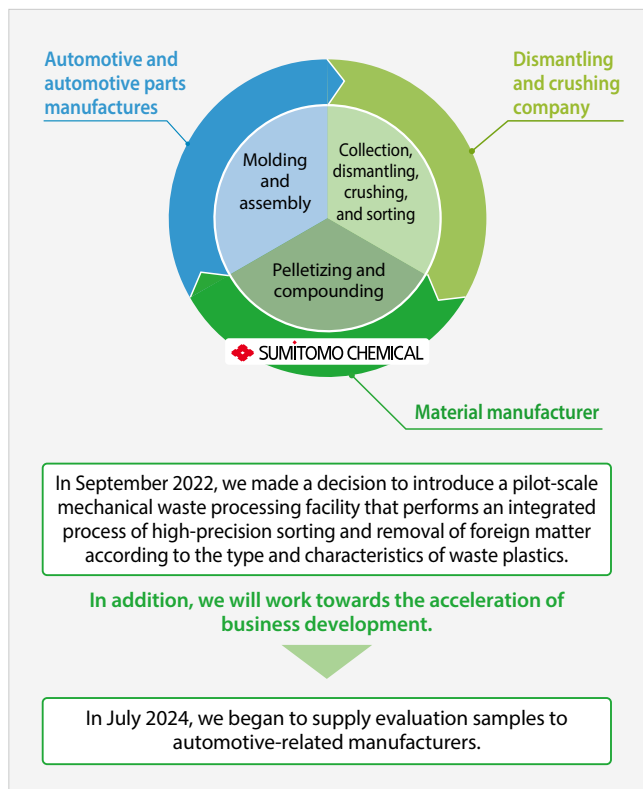 Automotive and
automotive parts
manufactures
Dismantling
and crushing
company
Molding
and
assembly
Collection,
dismantling,
crushing,
and sorting
Pelletizing and
compounding
SUMITOMO CHEMICAL
Material manufacturer
In September 2022, we made a decision to introduce a pilot-scale
mechanical waste processing facility that performs an integrated
process of high-precision sorting and removal of foreign matter
according to the type and characteristics of waste plastics.
In addition, we will work towards the acceleration of
business development.
In July 2024, we began to supply evaluation samples to
automotive-related manufacturers.